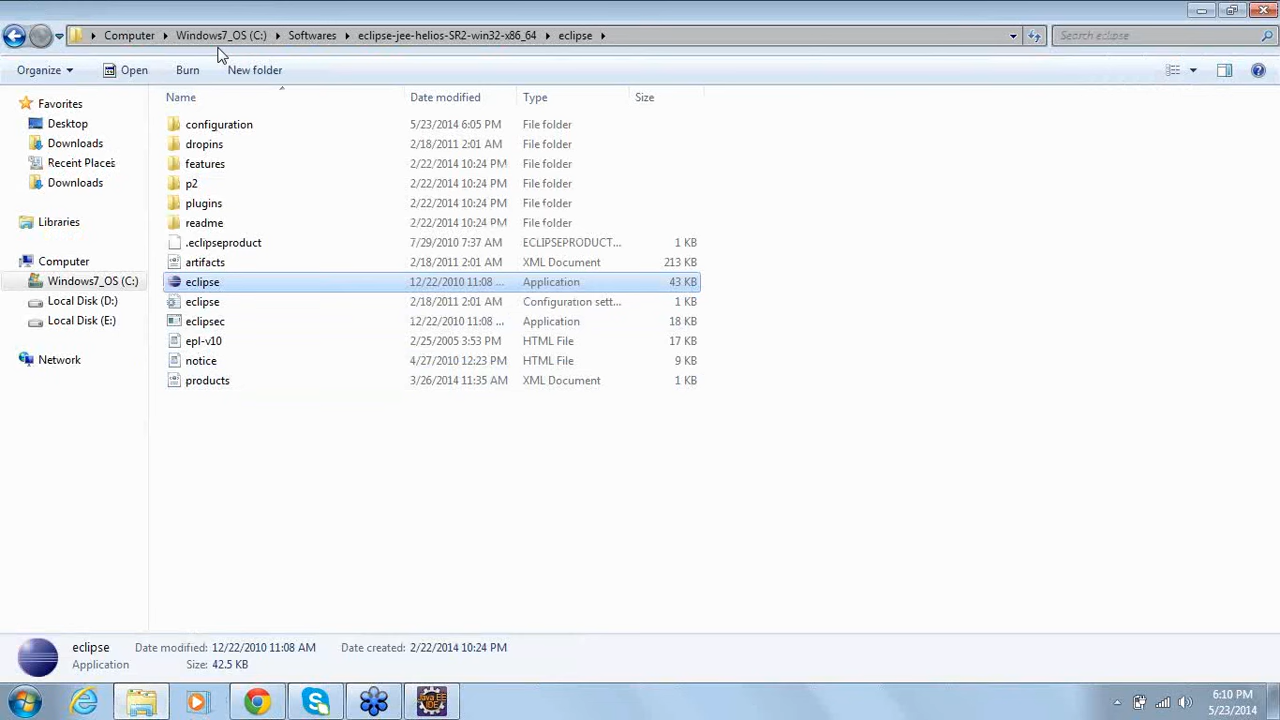 Computer Windows7_OS (C:) Softwares eclipse-jee-helios-SR2-win32-x86_64 eclipse Search eclipse
Organize Open Burn New folder
Name Date modified Type Size
Favorites
Desktop
Downloads
Recent Places
Downloads
Libraries
Computer
Windows7_OS (C:)
Local Disk (D:)
Local Disk (E:)
Network
configuration 5/23/2014 6:05 PM File folder
dropins 2/18/2011 2:01 AM File folder
features 2/22/2014 10:24 PM File folder
p2 2/22/2014 10:24 PM File folder
plugins 2/22/2014 10:24 PM File folder
readme 2/22/2014 10:24 PM File folder
.eclipseproduct 7/29/2010 7:37 AM ECLIPSEPRODUCT... 1 KB
artifacts 2/18/2011 2:01 AM XML Document 213 KB
eclipse 12/22/2010 11:08 ... Application 43 KB
eclipse 2/18/2011 2:01 AM Configuration sett... 1 KB
eclipsec 12/22/2010 11:08 ... Application 18 KB
epl-v10 2/25/2005 3:53 PM HTML File 17 KB
notice 4/27/2010 12:23 PM HTML File 9 KB
products 3/26/2014 11:35 AM XML Document 1 KB
eclipse Date modified: 12/22/2010 11:08 AM Date created: 2/22/2014 10:24 PM
Application Size: 42.5 KB
Java EE
IDE
6:10 PM
5/23/2014